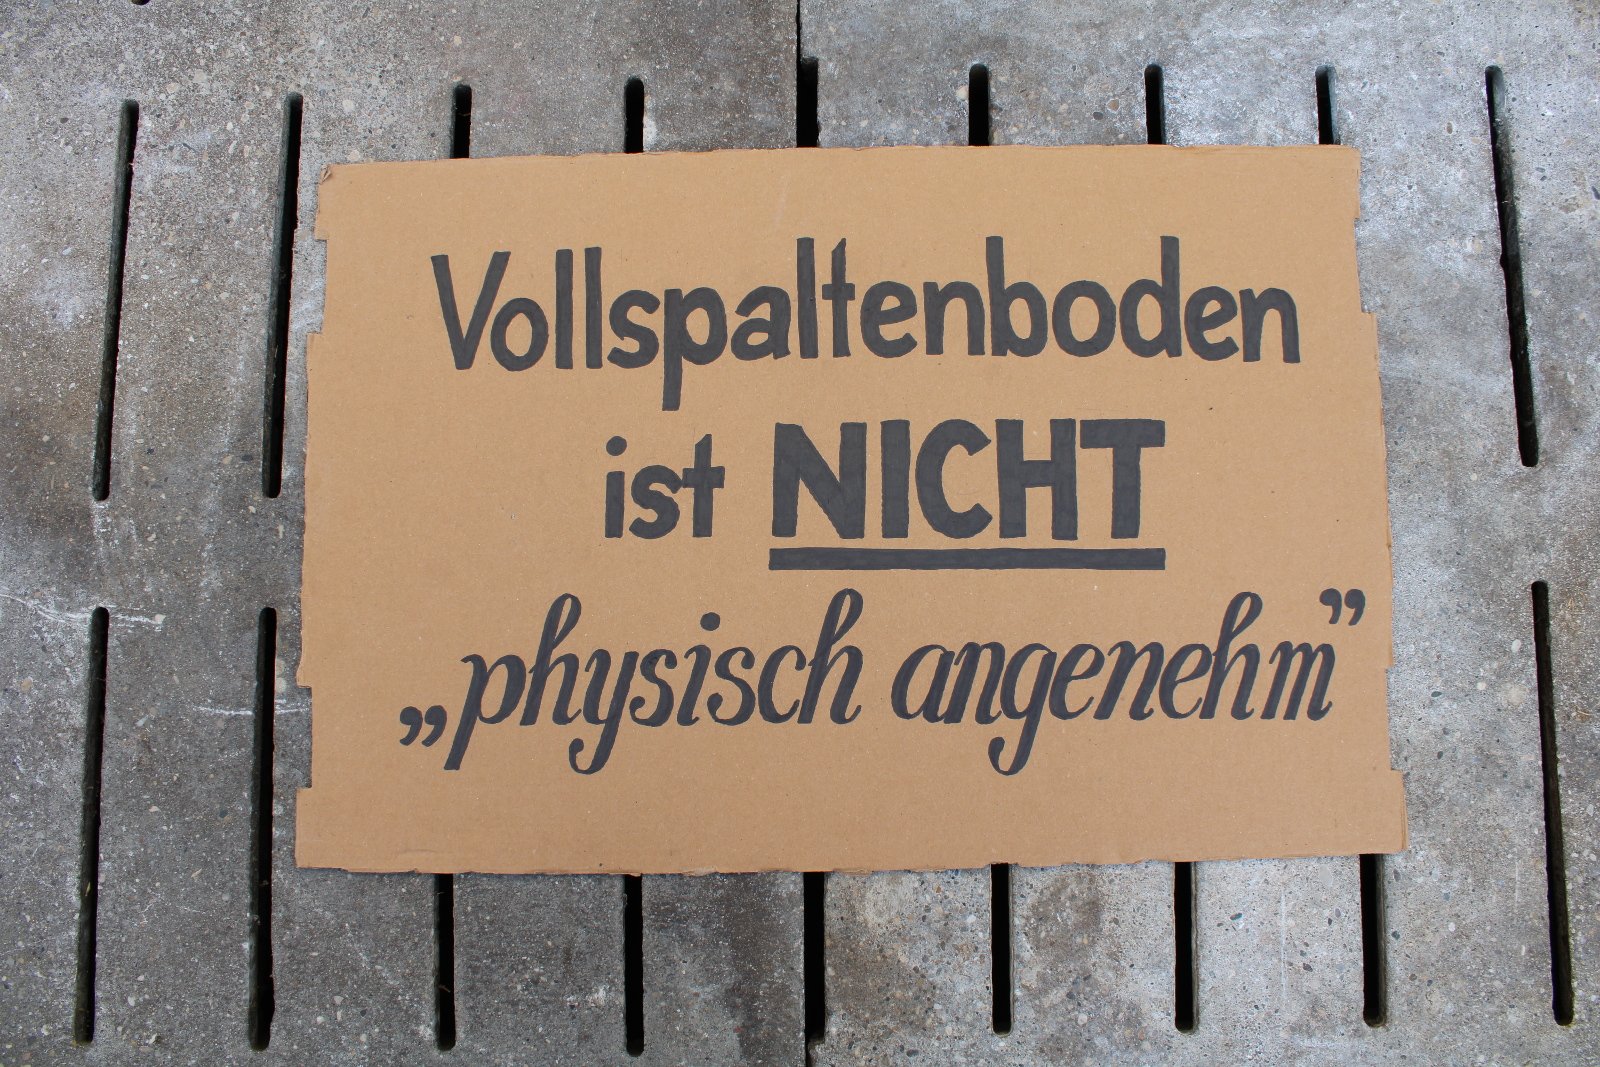 Vollspaltenboden
ist NICHT
„physisch angenehm”